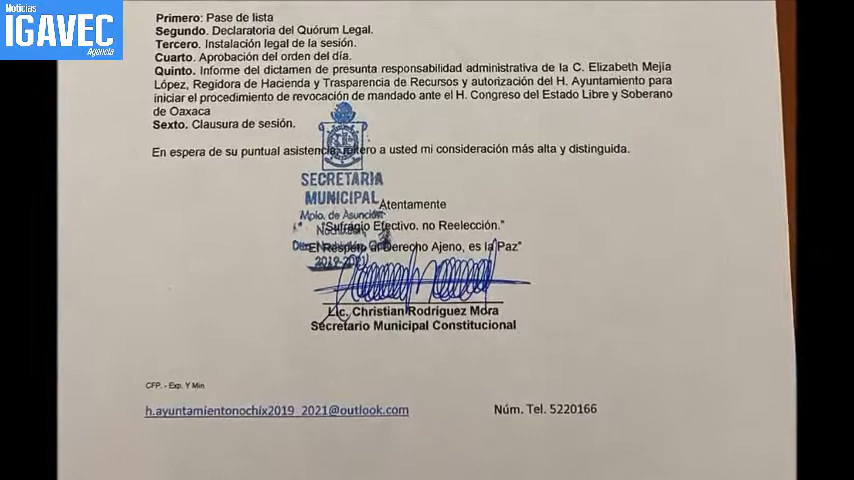 Noticias
IGAVEC
Agencia
Primero: Pase de lista
Segundo. Declaratoria del Quórum Legal.
Tercero. Instalación legal de la sesión.
Cuarto. Aprobación del orden del día.
Quinto. Informe del dictamen de presunta responsabilidad administrativa de la C. Elizabeth Mejía
López, Regidora de Hacienda y Trasparencia de Recursos y autorización del H. Ayuntamiento para
iniciar el procedimiento de revocación de mandado ante el H. Congreso del Estado Libre y Soberano
de Oaxaca
Sexto. Clausura de sesión.
En espera de su puntual asistencia, reitero a usted mi consideración más alta y distinguida.
SECRETARIA
MUNICIPAL
Atentamente
Mpio. de Asunción
Nochixtlán
"Sufragio Efectivo. no Reelección."
"El Respeto al Derecho Ajeno, es la Paz"
2019-2021
Lic. Christian Rodríguez Mora
Secretario Municipal Constitucional
CFP. - Exp. Y Min
h.ayuntamientonochix2019_2021@outlook.com
Núm. Tel. 5220166